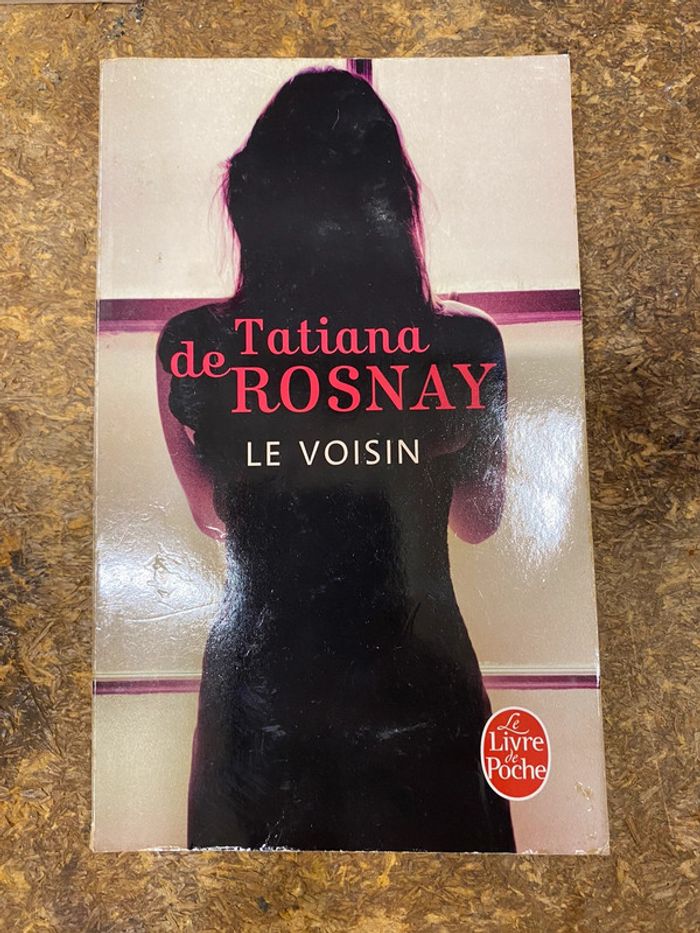 Tatiana
de ROSNAY
LE VOISIN
Le
Livre
de
Poche